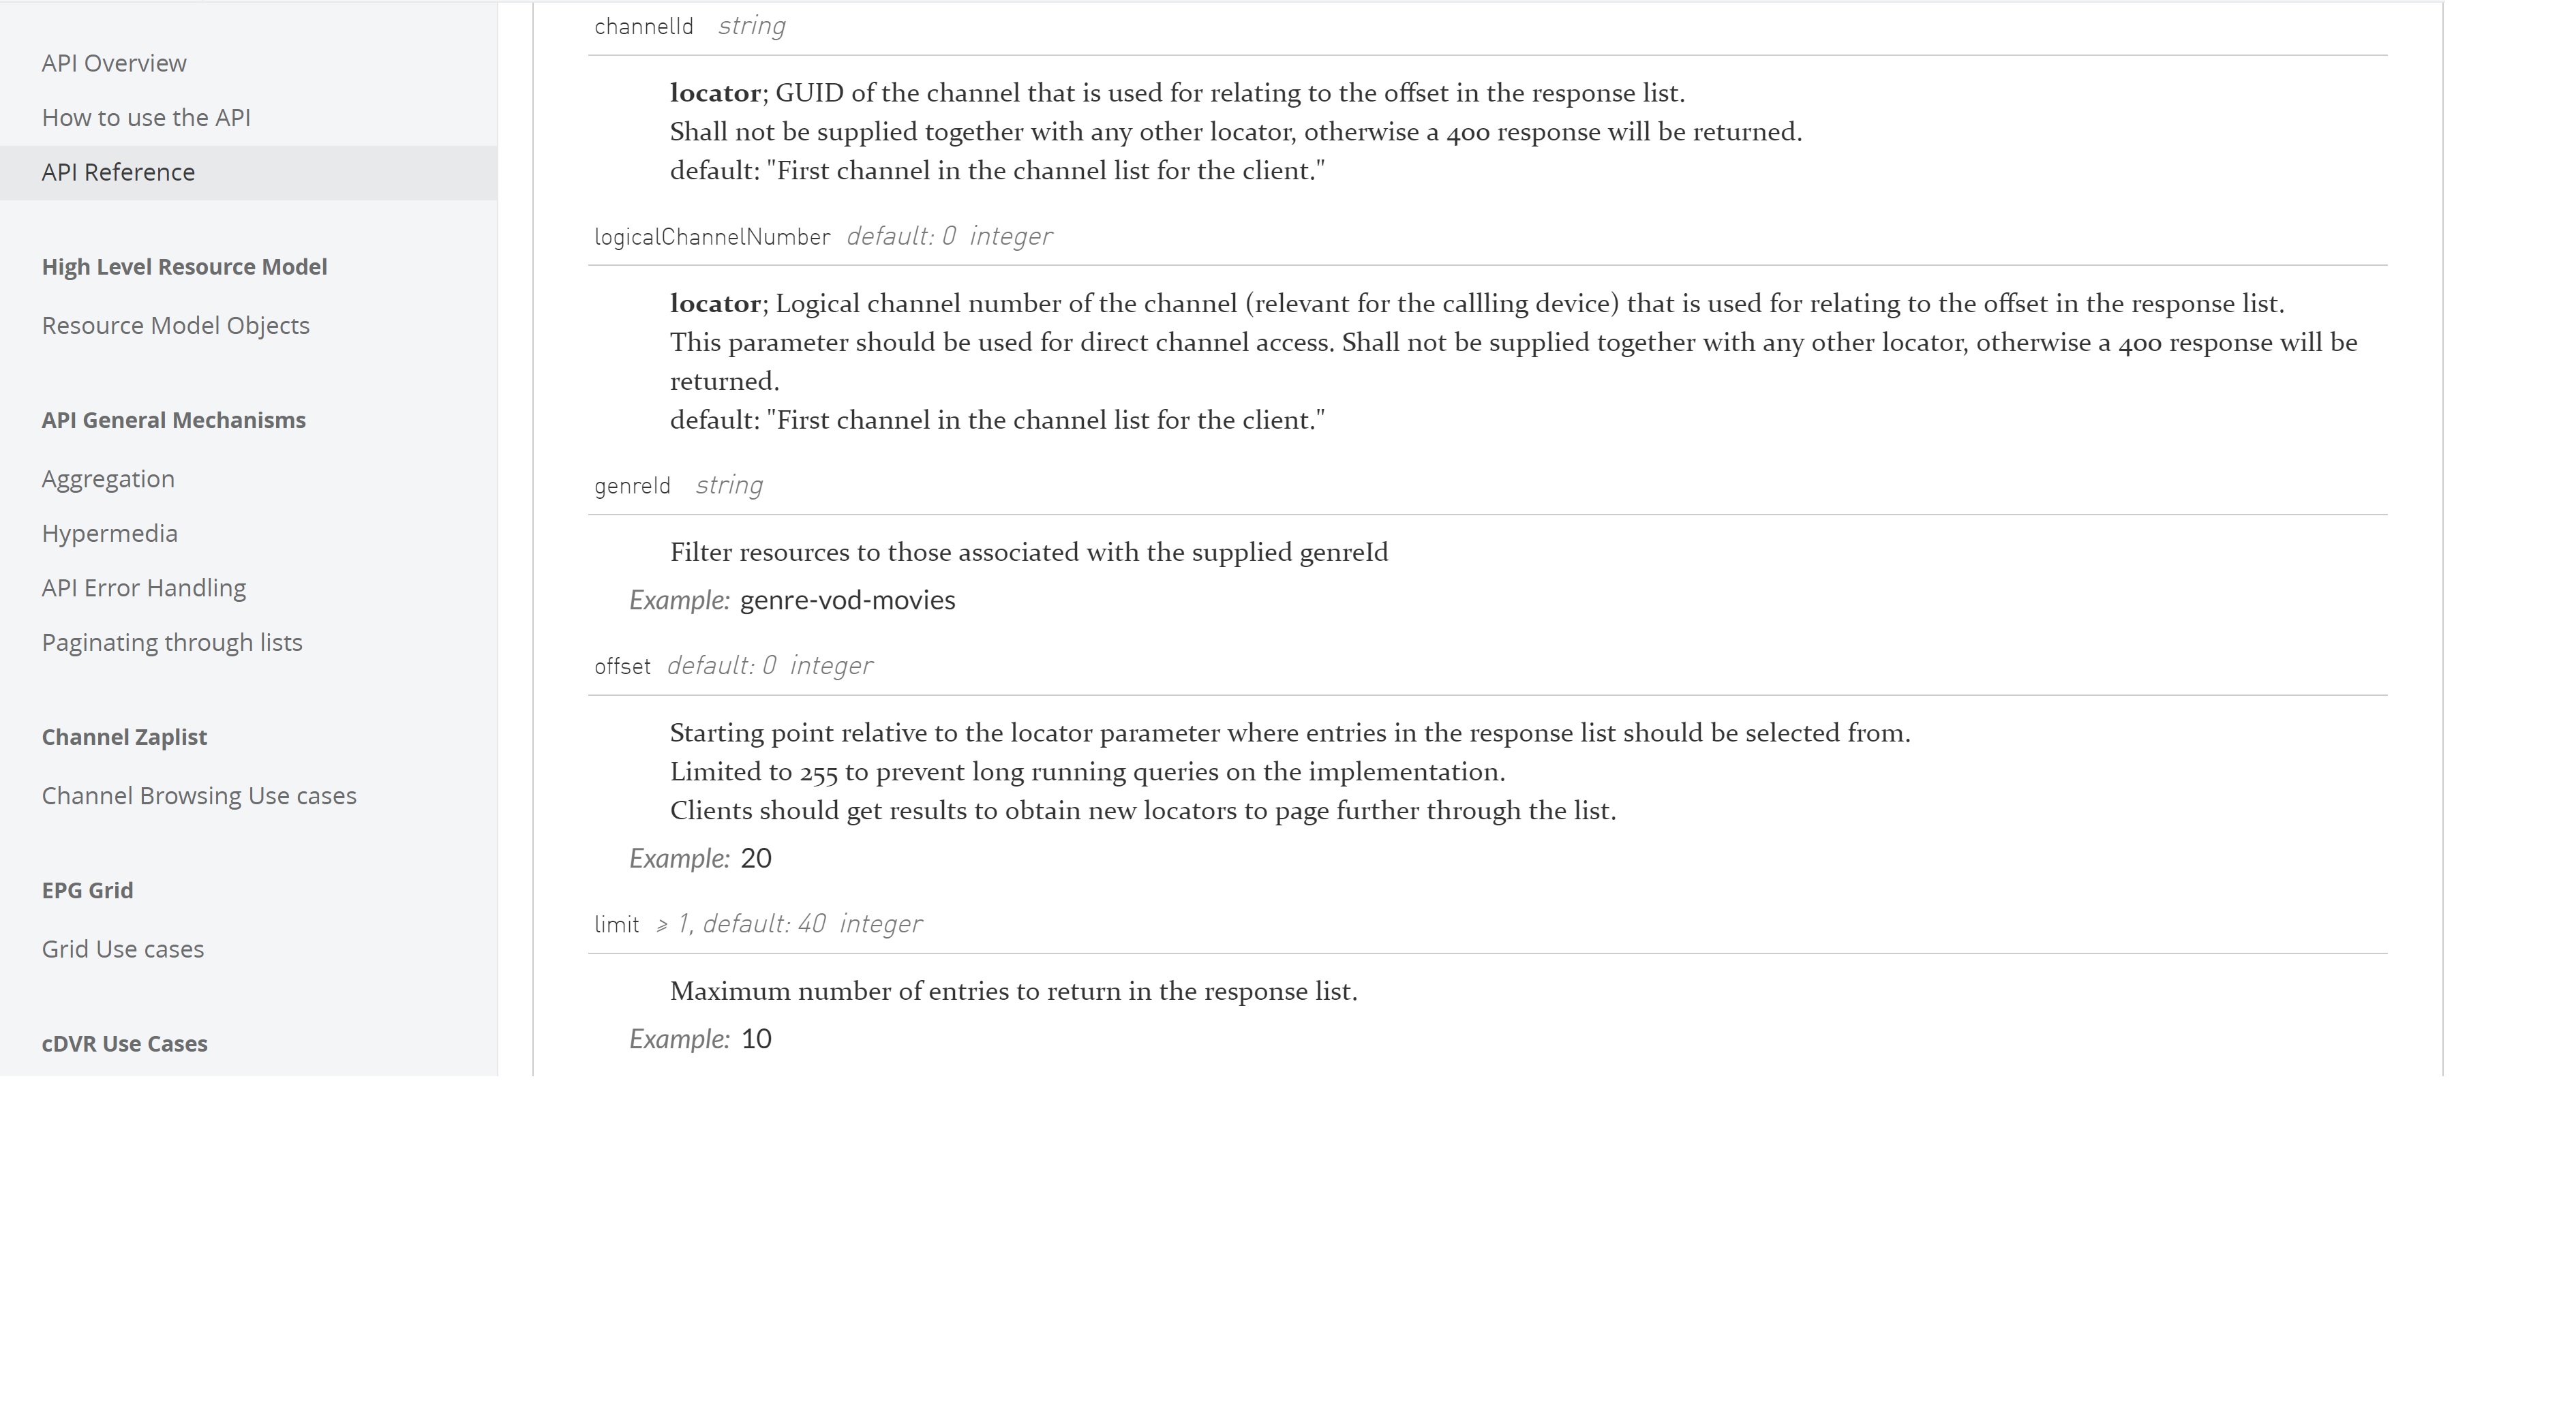 API Overview
How to use the API
API Reference
High Level Resource Model
Resource Model Objects
API General Mechanisms
Aggregation
Hypermedia
API Error Handling
Paginating through lists
Channel Zaplist
Channel Browsing Use cases
EPG Grid
Grid Use cases
cDVR Use Cases
channelId string
locator; GUID of the channel that is used for relating to the offset in the response list.
Shall not be supplied together with any other locator, otherwise a 400 response will be returned.
default: "First channel in the channel list for the client."
logicalChannelNumber default: 0 integer
locator; Logical channel number of the channel (relevant for the callling device) that is used for relating to the offset in the response list.
This parameter should be used for direct channel access. Shall not be supplied together with any other locator, otherwise a 400 response will be
returned.
default: "First channel in the channel list for the client."
genreId string
Filter resources to those associated with the supplied genreId
Example: genre-vod-movies
offset default: 0 integer
Starting point relative to the locator parameter where entries in the response list should be selected from.
Limited to 255 to prevent long running queries on the implementation.
Clients should get results to obtain new locators to page further through the list.
Example: 20
limit ⩾ 1, default: 40 integer
Maximum number of entries to return in the response list.
Example: 10